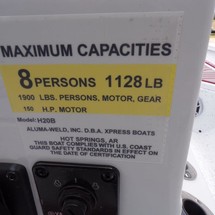 MAXIMUM CAPACITIES
8 PERSONS 1128 LB
1900 LBS. PERSONS, MOTOR, GEAR
150 H.P. MOTOR
Model: H20B
ALUMA-WELD, INC. D.B.A. XPRESS BOATS
HOT SPRINGS, AR
THIS BOAT COMPLIES WITH U.S. COAST
GUARD SAFETY STANDARDS IN EFFECT ON
THE DATE OF CERTIFICATION